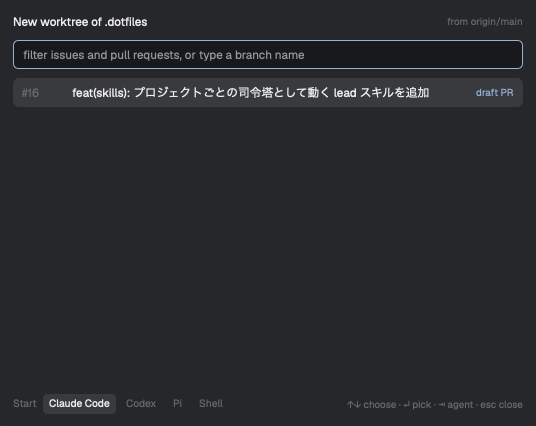 New worktree of .dotfiles from origin/main
filter issues and pull requests, or type a branch name
#16 feat(skills): プロジェクトごとの司令塔として動く lead スキルを追加 draft PR
Start Claude Code Codex Pi Shell ↑↓ choose · ↵ pick · ⇥ agent · esc close